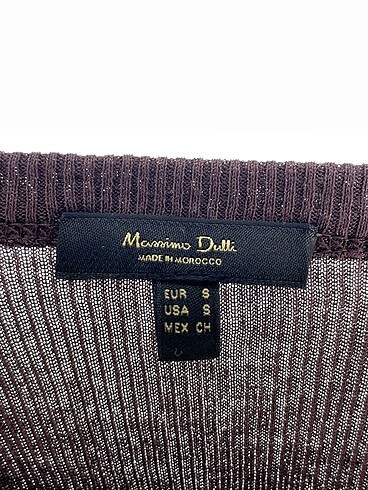 Massimo Dutti
MADE IN MOROCCO
EUR S
USA S
MEX CH